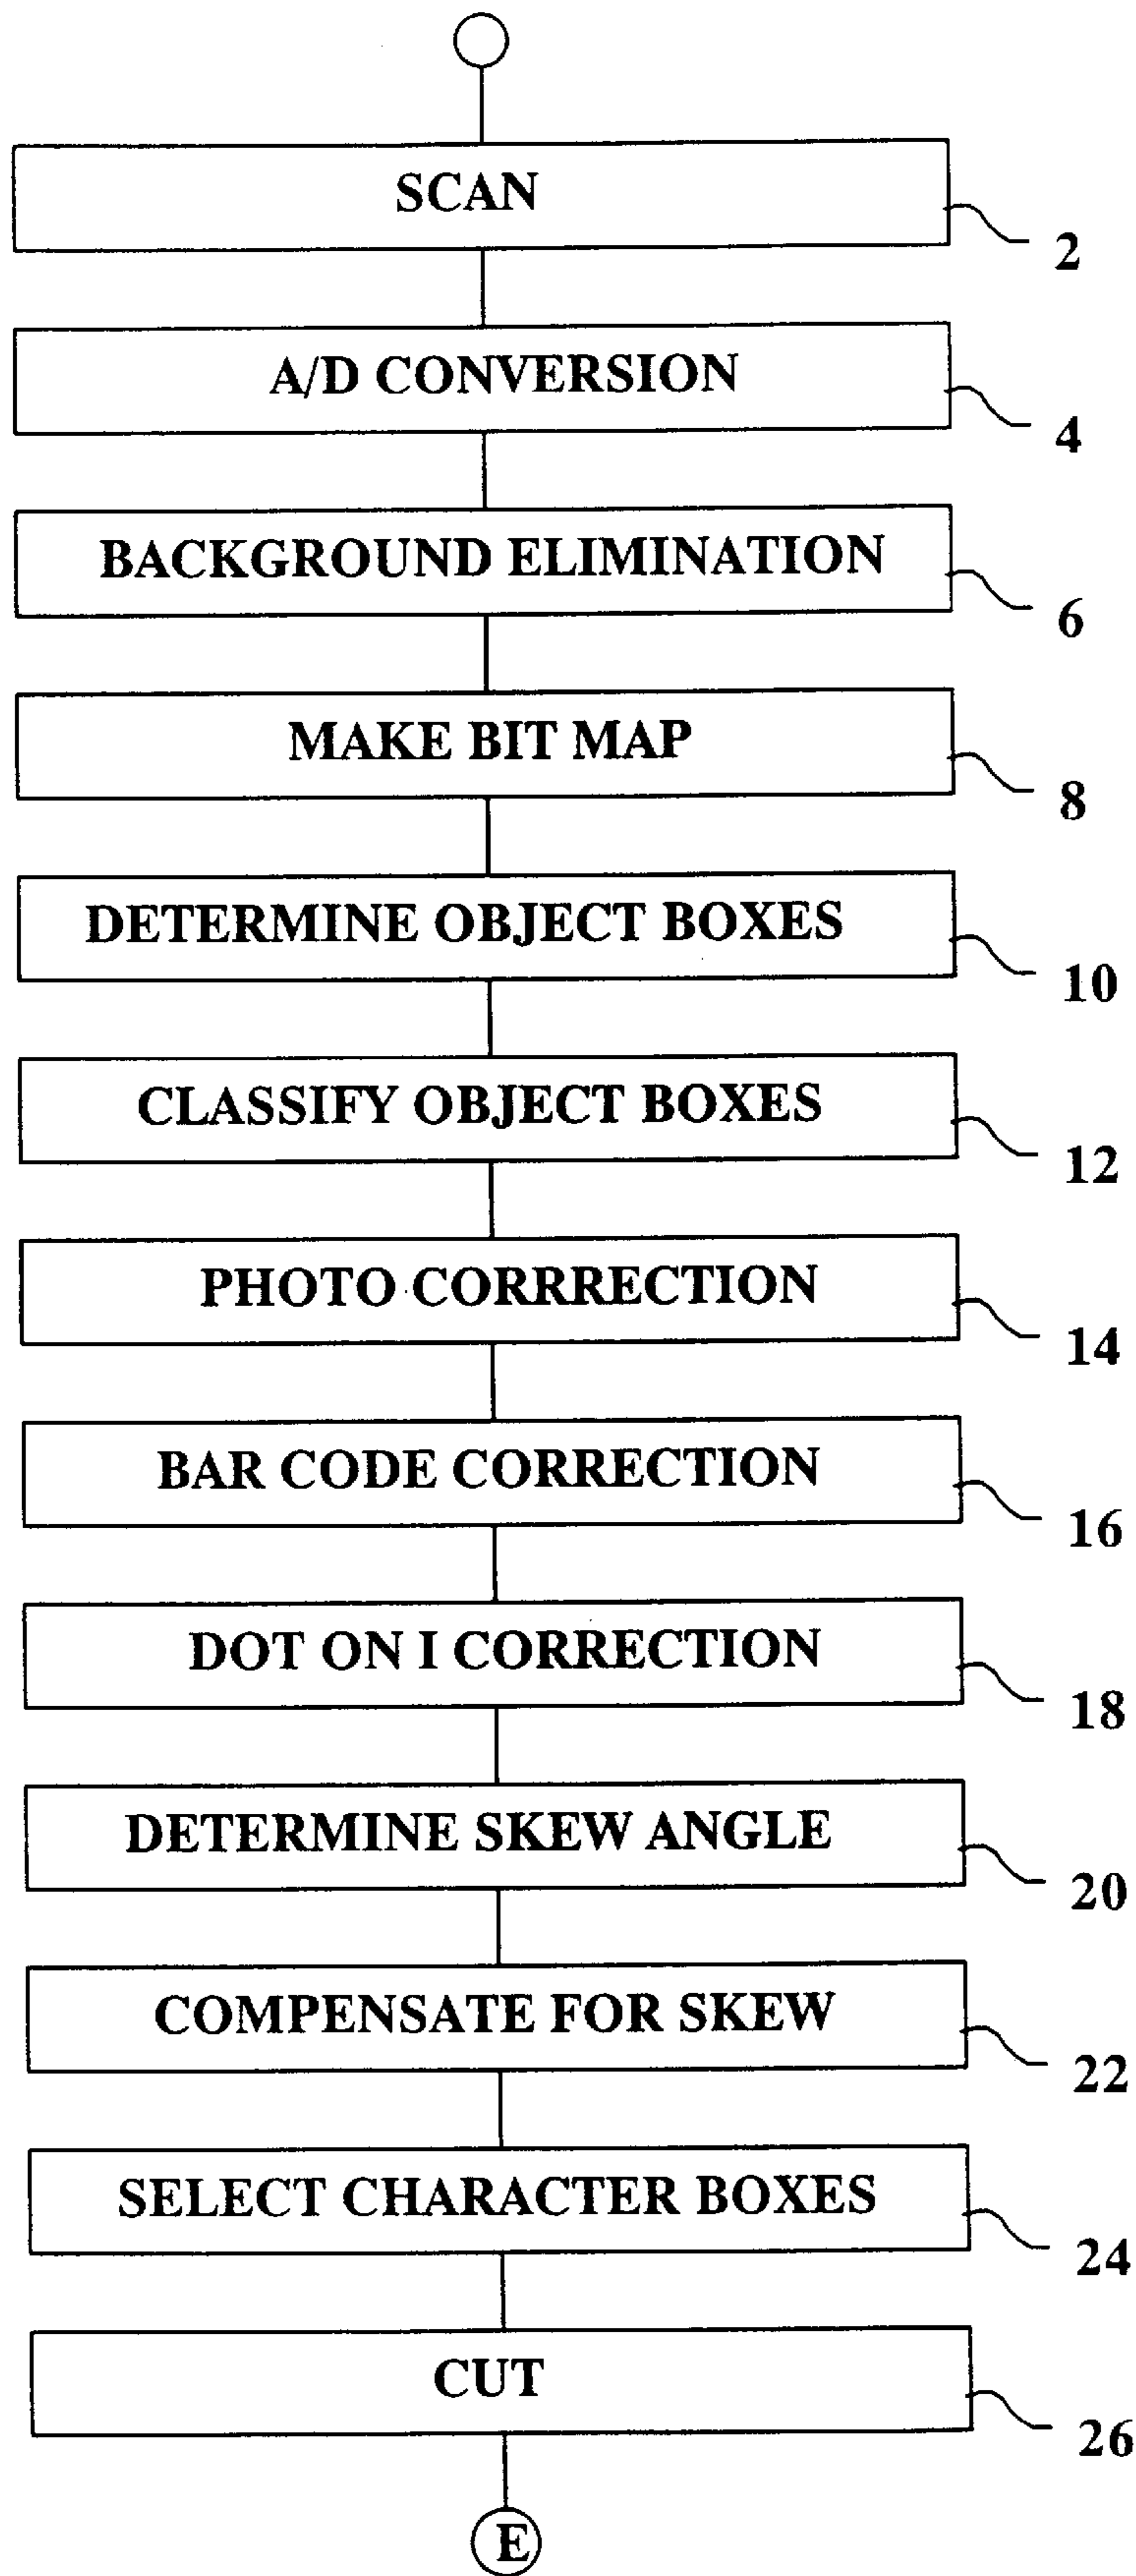 SCAN
2
A/D CONVERSION
4
BACKGROUND ELIMINATION
6
MAKE BIT MAP
8
DETERMINE OBJECT BOXES
10
CLASSIFY OBJECT BOXES
12
PHOTO CORRRECTION
14
BAR CODE CORRECTION
16
DOT ON I CORRECTION
18
DETERMINE SKEW ANGLE
20
COMPENSATE FOR SKEW
22
SELECT CHARACTER BOXES
24
CUT
26
E